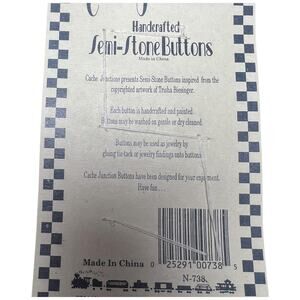 Handcrafted
Semi-Stone Buttons
Made in China
Cache Junctions presents Semi-Stone Buttons inspired from the
copyrighted artwork of Trisha Bieninger.
Each button is handcrafted and painted.
Buttons may be washed on gentle or dry cleaned.
Buttons may be used as jewelry by
gluing tie-tack or jewelry findings onto buttons.
Cache Junction Buttons have been designed for your enjoyment.
Have fun . . .
Made In China
0 25291 00738 5
N-738.